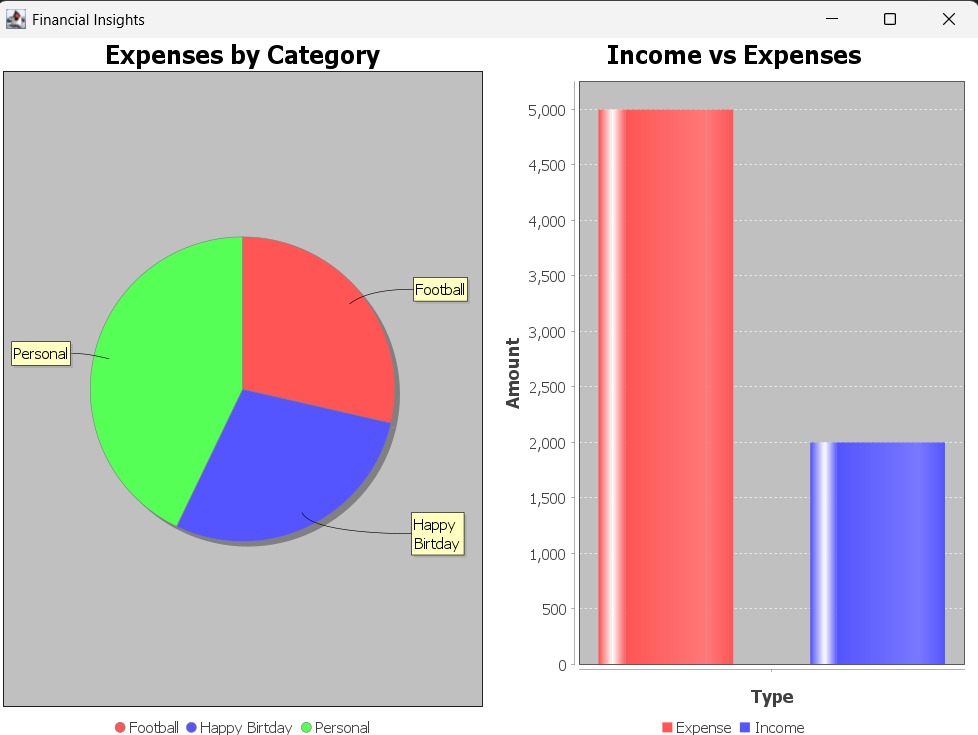 Financial Insights
Expenses by Category
Football
Personal
Happy
Birtday
Football
Happy Birtday
Personal
Income vs Expenses
5,000
4,500
4,000
3,500
3,000
2,500
2,000
1,500
1,000
500
0
Amount
Type
Expense
Income